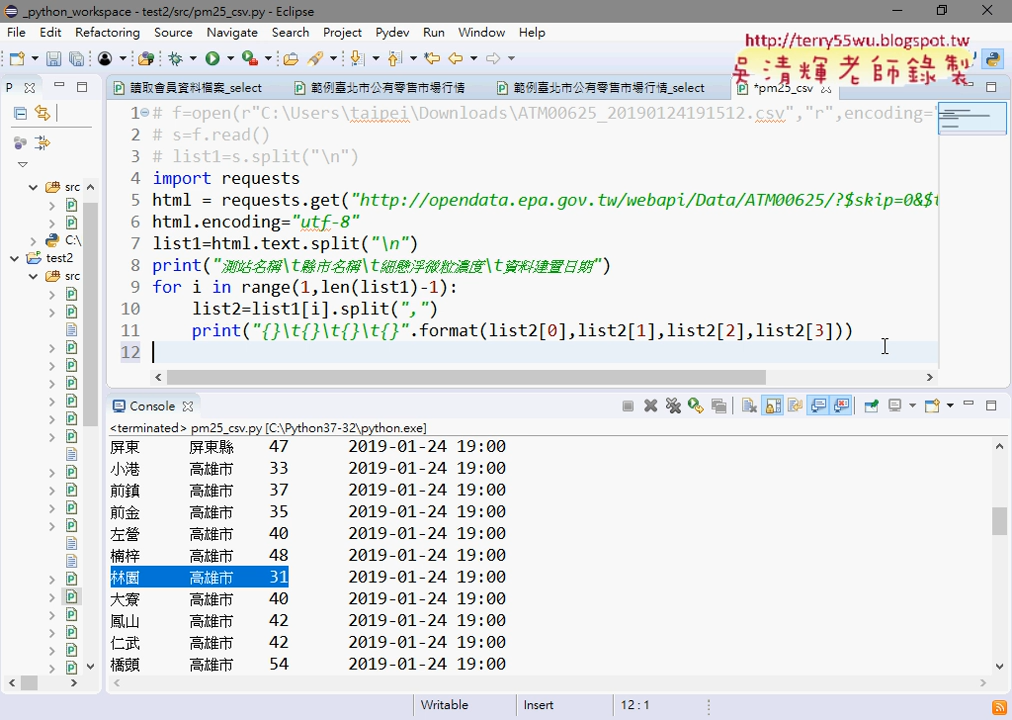 _python_workspace - test2/src/pm25_csv.py - Eclipse
File Edit Refactoring Source Navigate Search Project Pydev Run Window Help
http://terry55wu.blogspot.tw
吳清輝老師錄製
P
讀取會員資料檔案_select
範例臺北市公有零售市場行情
範例臺北市公有零售市場行情_select
*pm25_csv
1 # f=open(r"C:\Users\taipei\Downloads\ATM00625_20190124191512.csv","r",encoding=
2 # s=f.read()
3 # list1=s.split("\n")
4 import requests
5 html = requests.get("http://opendata.epa.gov.tw/webapi/Data/ATM00625/?$skip=0&$t
6 html.encoding="utf-8"
7 list1=html.text.split("\n")
8 print("測站名稱\t縣市名稱\t細懸浮微粒濃度\t資料建置日期")
9 for i in range(1,len(list1)-1):
10 list2=list1[i].split(",")
11 print("{}\t{}\t{}\t{}".format(list2[0],list2[1],list2[2],list2[3]))
12
src
C:\
test2
src
Console
<terminated> pm25_csv.py [C:\Python37-32\python.exe]
屏東 屏東縣 47 2019-01-24 19:00
小港 高雄市 33 2019-01-24 19:00
前鎮 高雄市 37 2019-01-24 19:00
前金 高雄市 35 2019-01-24 19:00
左營 高雄市 40 2019-01-24 19:00
楠梓 高雄市 48 2019-01-24 19:00
林園 高雄市 31 2019-01-24 19:00
大寮 高雄市 40 2019-01-24 19:00
鳳山 高雄市 42 2019-01-24 19:00
仁武 高雄市 42 2019-01-24 19:00
橋頭 高雄市 54 2019-01-24 19:00
Writable Insert 12 : 1